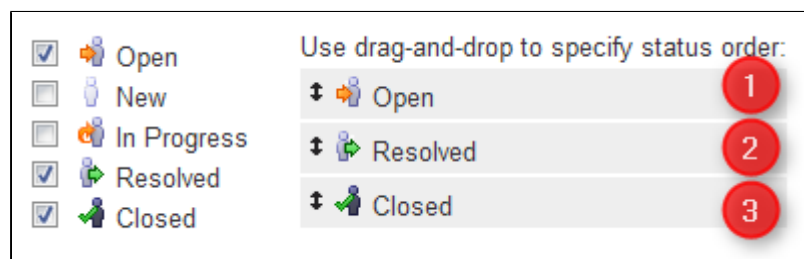 Open
New
In Progress
Resolved
Closed
Use drag-and-drop to specify status order:
Open 1
Resolved 2
Closed 3